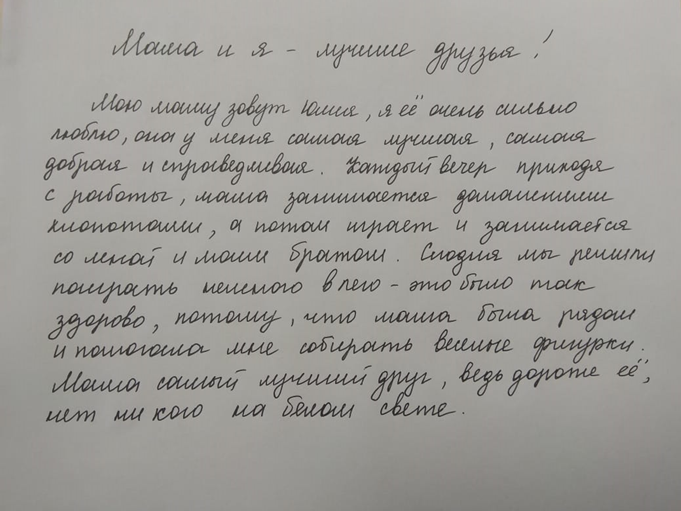 Мама и я - лучшие друзья!
Мою маму зовут Юлия, я её очень сильно
люблю, она у меня самая лучшая, самая
добрая и справедливая. Каждый вечер приходя
с работы, мама занимается домашними
хлопотами, а потом играет и занимается
со мной и моим братом. Сегодня мы решили
поиграть немного в лего - это было так
здорово, потому, что мама была рядом
и помогала мне собирать веселые фигурки.
Мама самый лучший друг, ведь дороже её,
нет ни кого на белом свете.